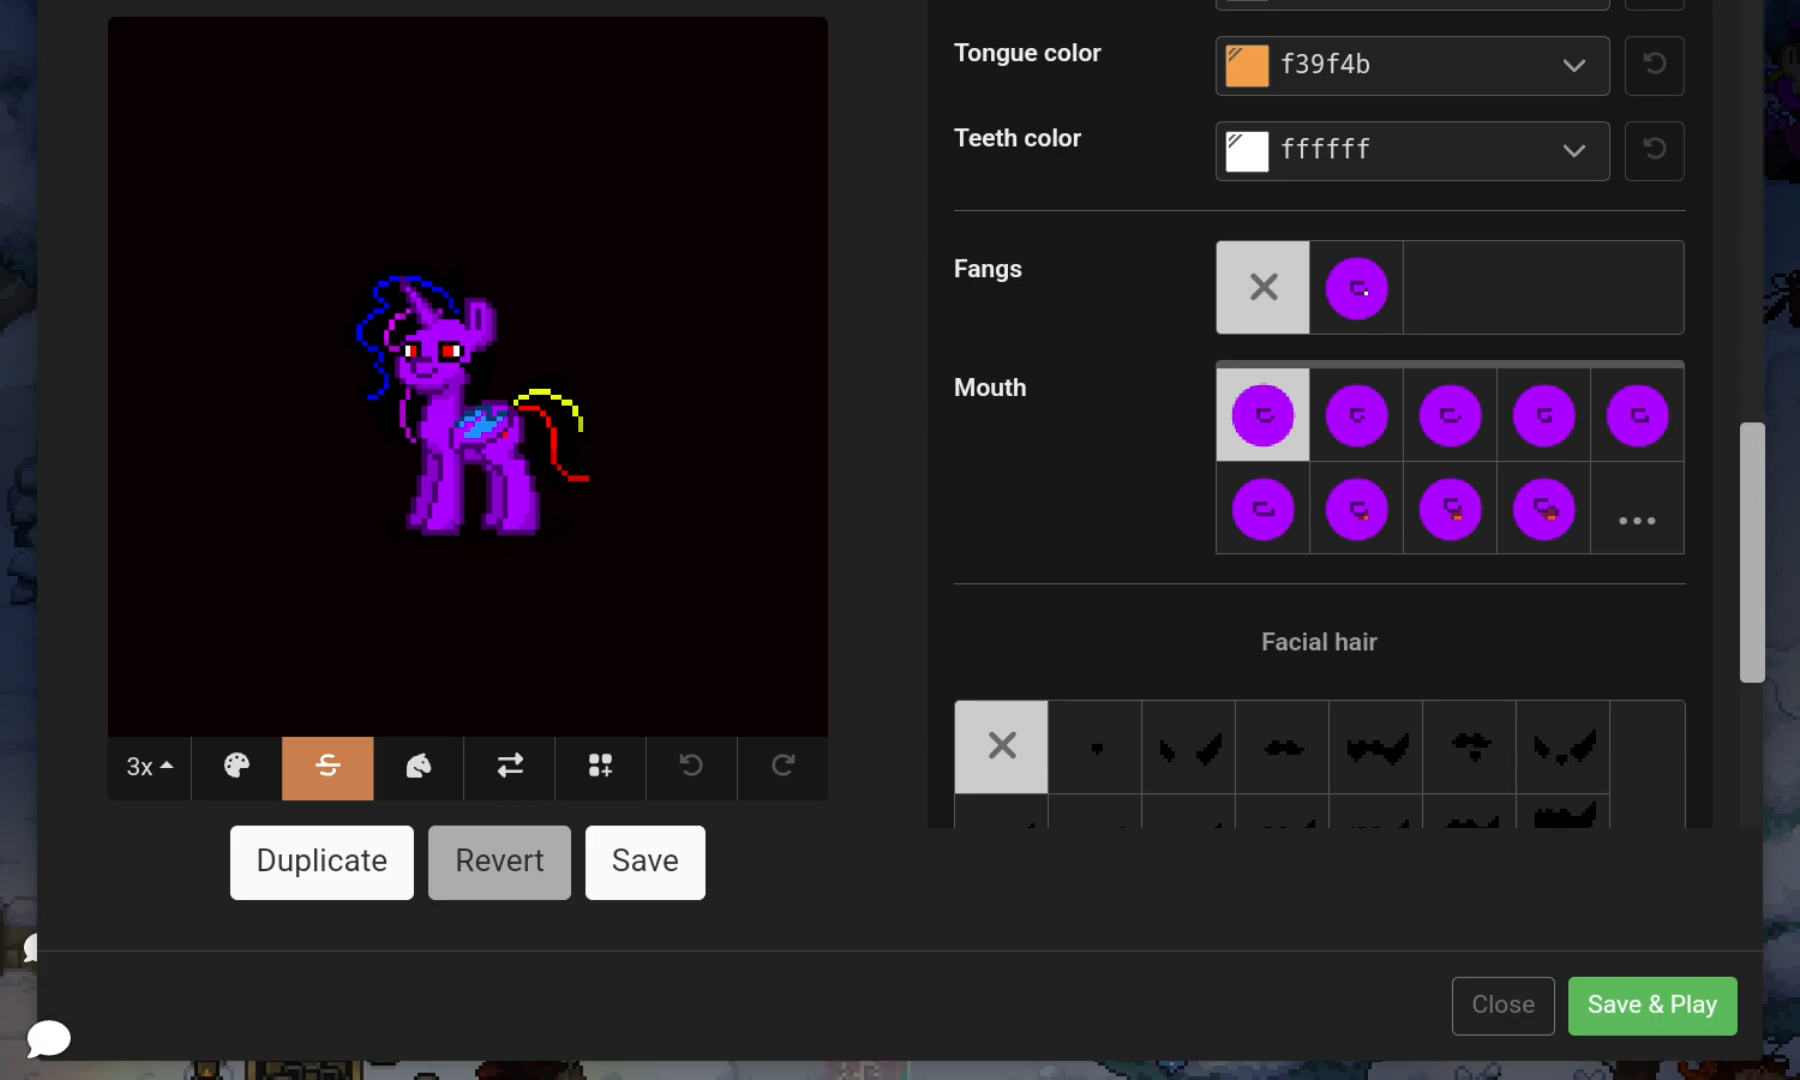 Tongue color
f39f4b
Teeth color
ffffff
Fangs
Mouth
Facial hair
3x
Duplicate
Revert
Save
Close
Save & Play